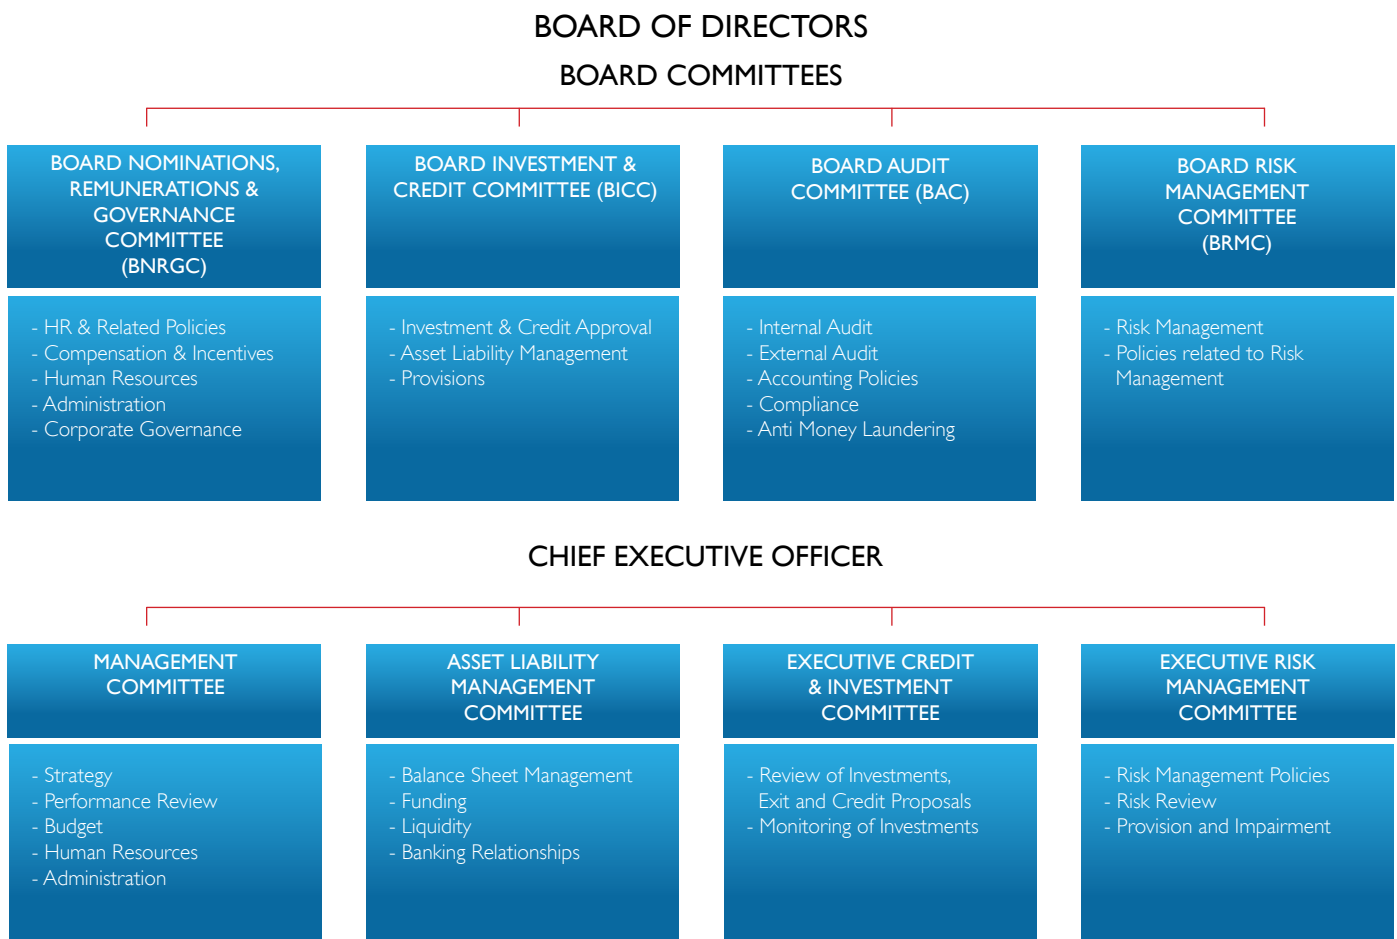 BOARD OF DIRECTORS
BOARD COMMITTEES
BOARD NOMINATIONS,
REMUNERATIONS &
GOVERNANCE
COMMITTEE
(BNRGC)
- HR & Related Policies
- Compensation & Incentives
- Human Resources
- Administration
- Corporate Governance
BOARD INVESTMENT &
CREDIT COMMITTEE (BICC)
- Investment & Credit Approval
- Asset Liability Management
- Provisions
BOARD AUDIT
COMMITTEE (BAC)
- Internal Audit
- External Audit
- Accounting Policies
- Compliance
- Anti Money Laundering
BOARD RISK
MANAGEMENT
COMMITTEE
(BRMC)
- Risk Management
- Policies related to Risk
Management
CHIEF EXECUTIVE OFFICER
MANAGEMENT
COMMITTEE
- Strategy
- Performance Review
- Budget
- Human Resources
- Administration
ASSET LIABILITY
MANAGEMENT
COMMITTEE
- Balance Sheet Management
- Funding
- Liquidity
- Banking Relationships
EXECUTIVE CREDIT
& INVESTMENT
COMMITTEE
- Review of Investments,
Exit and Credit Proposals
- Monitoring of Investments
EXECUTIVE RISK
MANAGEMENT
COMMITTEE
- Risk Management Policies
- Risk Review
- Provision and Impairment